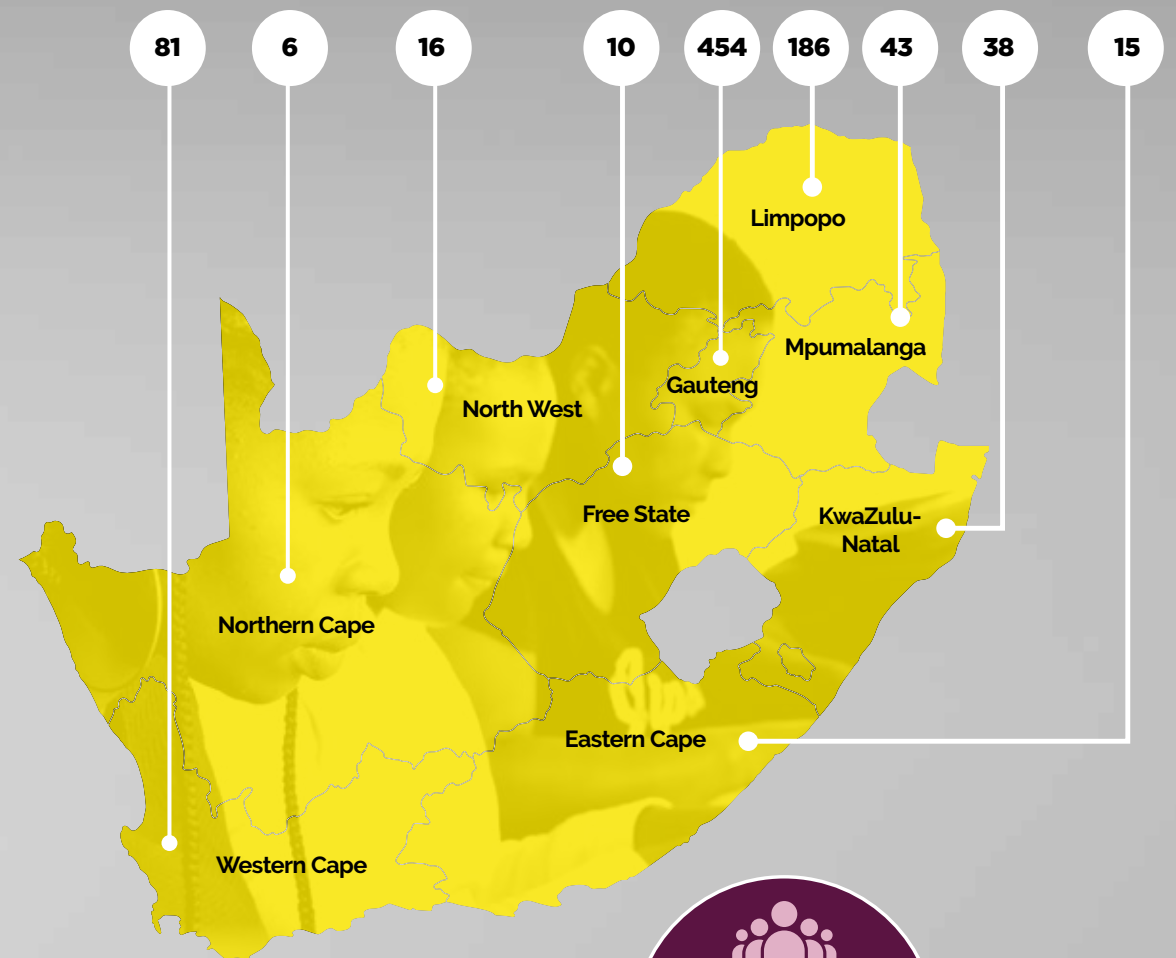 81 6 16 10 454 186 43 38 15
Limpopo
Mpumalanga
Gauteng
North West
Free State
KwaZulu-
Natal
Northern Cape
Eastern Cape
Western Cape